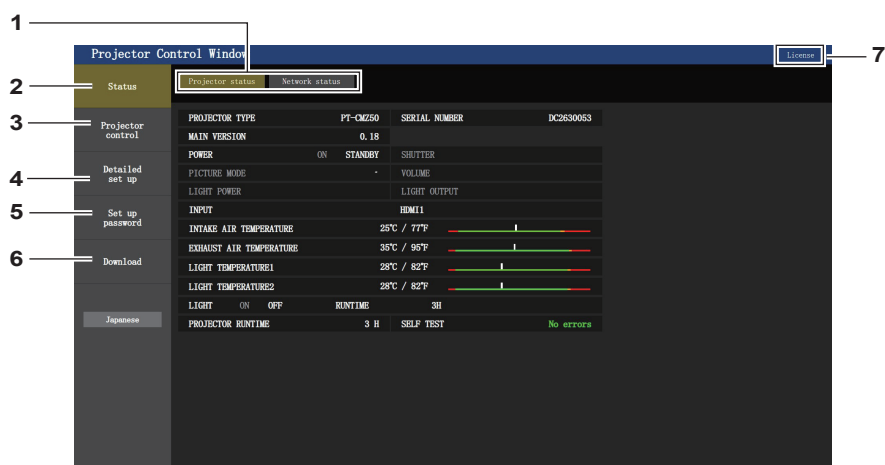 1
Projector Control Window
License
7
2
Status
Projector status Network status
3
Projector
control
4
Detailed
set up
5
Set up
password
6
Download
Japanese
PROJECTOR TYPE PT-CMZ50 SERIAL NUMBER DC2630053
MAIN VERSION 0.18
POWER ON STANDBY SHUTTER
PICTURE MODE - VOLUME
LIGHT POWER LIGHT OUTPUT
INPUT HDMI1
INTAKE AIR TEMPERATURE 25℃ / 77℉
EXHAUST AIR TEMPERATURE 35℃ / 95℉
LIGHT TEMPERATURE1 28℃ / 82℉
LIGHT TEMPERATURE2 28℃ / 82℉
LIGHT ON OFF RUNTIME 3H
PROJECTOR RUNTIME 3 H SELF TEST No errors